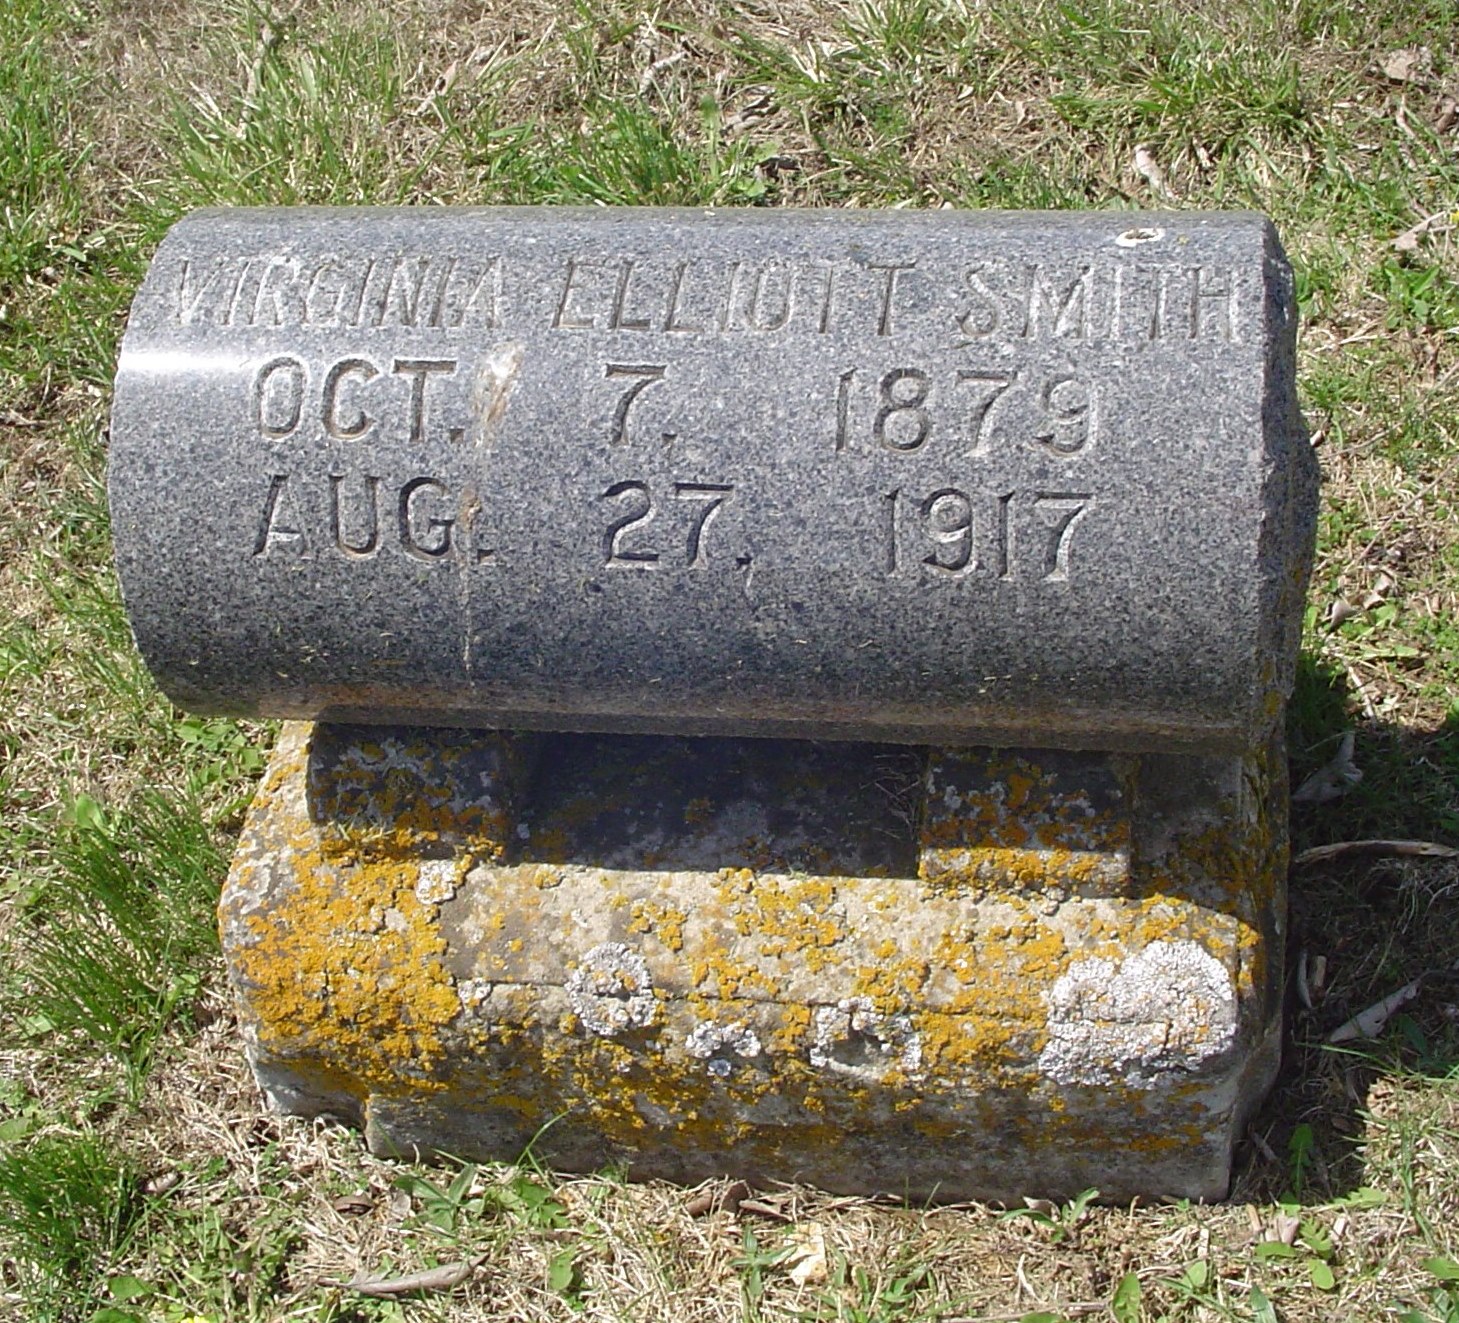 VIRGINIA ELLIOTT SMITH
OCT. 7. 1879
AUG. 27, 1917